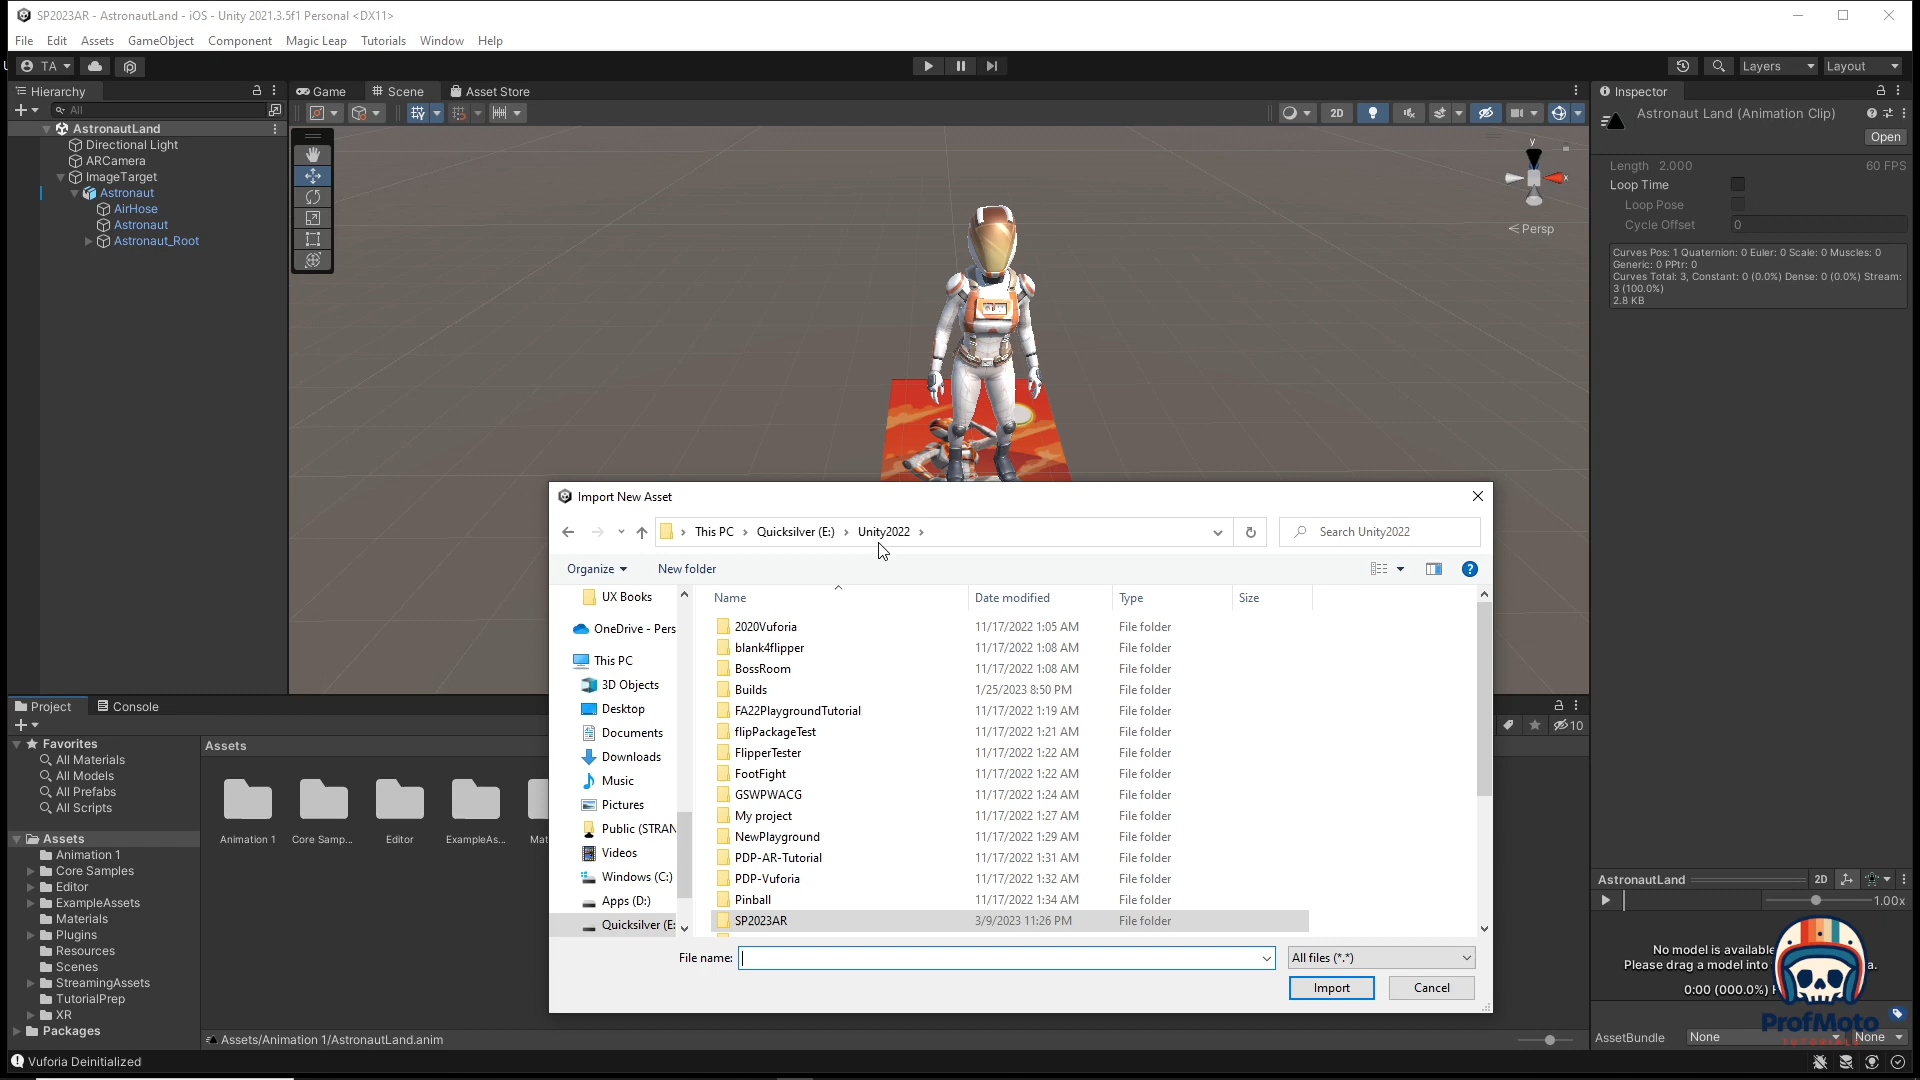 SP2023AR - AstronautLand - iOS - Unity 2021.3.5f1 Personal <DX11>
File Edit Assets GameObject Component Magic Leap Tutorials Window Help
TA Layers Layout
Hierarchy Game Scene Asset Store Inspector
All 2D
Astronaut Land (Animation Clip)
Open
AstronautLand
Directional Light
ARCamera
ImageTarget
Astronaut
AirHose
Astronaut
Astronaut_Root
y
x
Persp
Length 2.000 60 FPS
Loop Time
Loop Pose
Cycle Offset 0
Curves Pos: 1 Quaternion: 0 Euler: 0 Scale: 0 Muscles: 0
Generic: 0 PPtr: 0
Curves Total: 3, Constant: 0 (0.0%) Dense: 0 (0.0%) Stream:
3 (100.0%)
2.8 KB
Import New Asset
This PC Quicksilver (E:) Unity2022
Search Unity2022
Organize New folder
Name Date modified Type Size
UX Books
OneDrive - Pers
This PC
3D Objects
Desktop
Documents
Downloads
Music
Pictures
Public (STRAN
Videos
Windows (C:)
Apps (D:)
Quicksilver (E:
2020Vuforia 11/17/2022 1:05 AM File folder
blank4flipper 11/17/2022 1:08 AM File folder
BossRoom 11/17/2022 1:08 AM File folder
Builds 1/25/2023 8:50 PM File folder
FA22PlaygroundTutorial 11/17/2022 1:19 AM File folder
flipPackageTest 11/17/2022 1:21 AM File folder
FlipperTester 11/17/2022 1:22 AM File folder
FootFight 11/17/2022 1:22 AM File folder
GSWPWACG 11/17/2022 1:24 AM File folder
My project 11/17/2022 1:27 AM File folder
NewPlayground 11/17/2022 1:29 AM File folder
PDP-AR-Tutorial 11/17/2022 1:31 AM File folder
PDP-Vuforia 11/17/2022 1:32 AM File folder
Pinball 11/17/2022 1:34 AM File folder
SP2023AR 3/9/2023 11:26 PM File folder
File name: All files (*.*)
Import Cancel
Project Console
10
Favorites
All Materials
All Models
All Prefabs
All Scripts
Assets
Animation 1
Core Samples
Editor
ExampleAssets
Materials
Plugins
Resources
Scenes
StreamingAssets
TutorialPrep
XR
Packages
Assets
Animation 1 Core Samp... Editor ExampleAs... Mat
Assets/Animation 1/AstronautLand.anim
AstronautLand 2D
1.00x
No model is available
Please drag a model into a.
0:00 (000.0%)
ProfMoto
TUTORIALS
AssetBundle None None
Vuforia Deinitialized